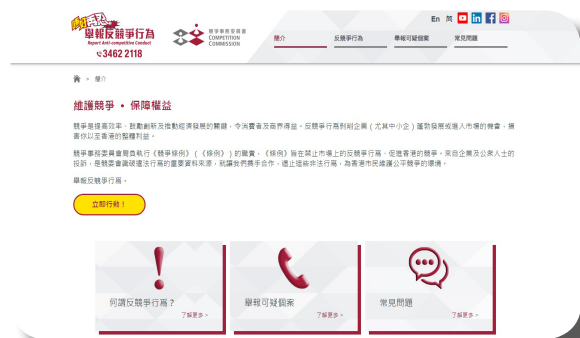 舉報反競爭行為
Report Anti-competitive Conduct
3462 2118
競爭事務委員會
COMPETITION
COMMISSION
En 簡
簡介 反競爭行為 舉報可疑個案 常見問題
> 簡介
維護競爭 • 保障權益
競爭是提高效率、鼓勵創新及推動經濟發展的關鍵，令消費者及商界得益。反競爭行為剝削企業（尤其中小企）蓬勃發展或進入市場的機會，損
害你以至香港的整體利益。
競爭事務委員會肩負執行《競爭條例》（《條例》）的職責，《條例》旨在禁止市場上的反競爭行為，促進香港的競爭。來自企業及公衆人士的
投訴，是競委會識破違法行為的重要資料來源，就讓我們攜手合作，遏止這些非法行為，為香港市民維護公平競爭的環境。
舉報反競爭行為。
立即行動！
何謂反競爭行為？
了解更多 >
舉報可疑個案
了解更多 >
常見問題
了解更多 >